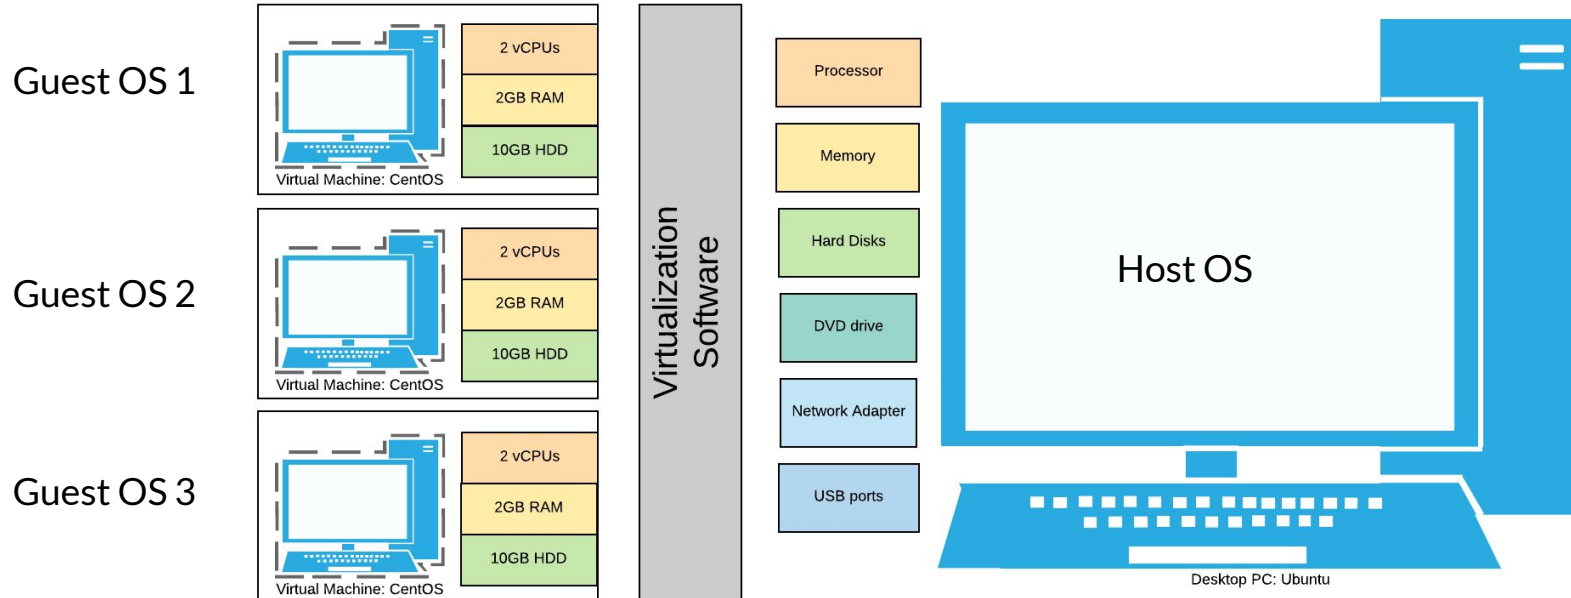 Guest OS 1
2 vCPUs
2GB RAM
10GB HDD
Virtual Machine: CentOS
Guest OS 2
2 vCPUs
2GB RAM
10GB HDD
Virtual Machine: CentOS
Guest OS 3
2 vCPUs
2GB RAM
10GB HDD
Virtual Machine: CentOS
Virtualization
Software
Processor
Memory
Hard Disks
DVD drive
Network Adapter
USB ports
Host OS
Desktop PC: Ubuntu